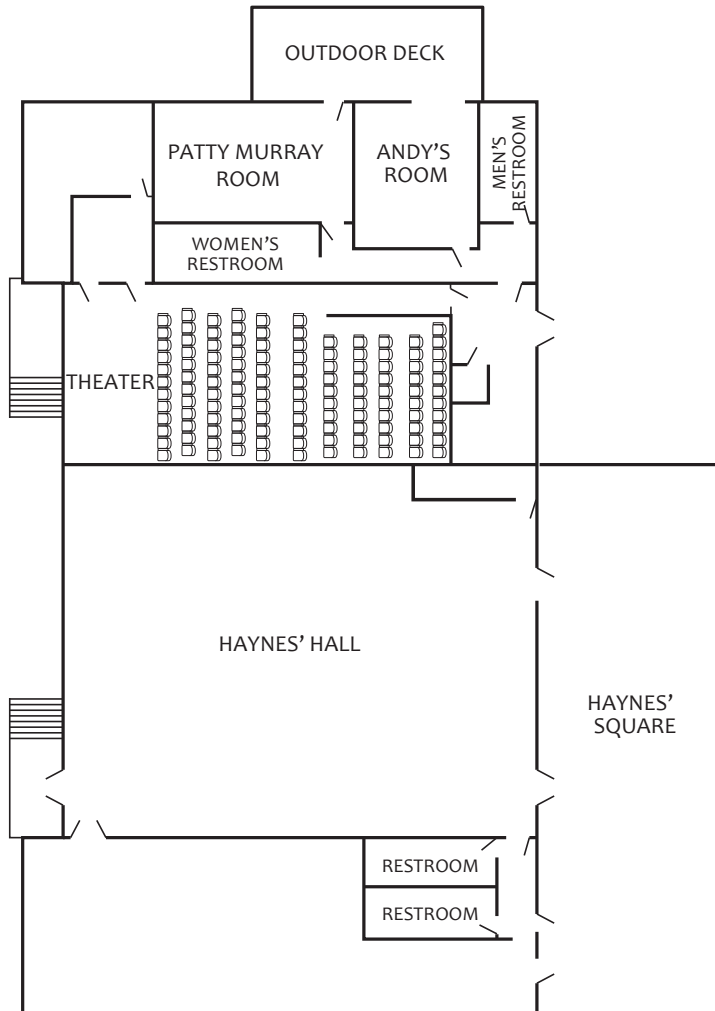 OUTDOOR DECK
PATTY MURRAY
ROOM
ANDY'S
ROOM
MEN'S
RESTROOM
WOMEN'S
RESTROOM
THEATER
HAYNES' HALL
HAYNES'
SQUARE
RESTROOM
RESTROOM